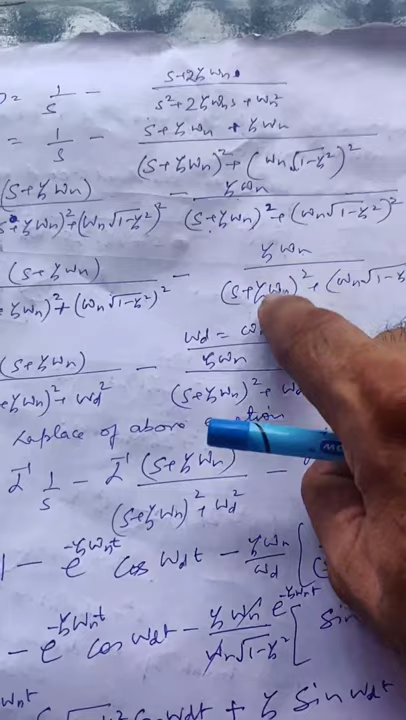 = 1/s - (s+2ζωn)/(s²+2ζωns+ωn²)
= 1/s - (s+ζωn + ζωn)/((s+ζωn)²+(ωn√1-ζ²)²)
(s+ζωn)/(s+ζωn)²+(ωn√1-ζ²)² - ζωn/((s+ζωn)²+(ωn√1-ζ²)²)
(s+ζωn)/(s+ζωn)²+(ωn√1-ζ²)² - ζωn/((s+ζωn)²+(ωn√1-ζ
ωd = ω
(s+ζωn)/(s+ζωn)²+ωd² - ζωn/((s+ζωn)²+ω
Laplace of above
L⁻¹ 1/s - L⁻¹ (s+ζωn)/((s+ζωn)²+ωd²) -
1 - e^-ζωnt cos ωdt - ζωn/ωd [
- e^-ζωnt cos ωdt - ζωn/(ωn√1-ζ²) e^-ζωnt [ sin
cos ωdt + ζ sin ωdt